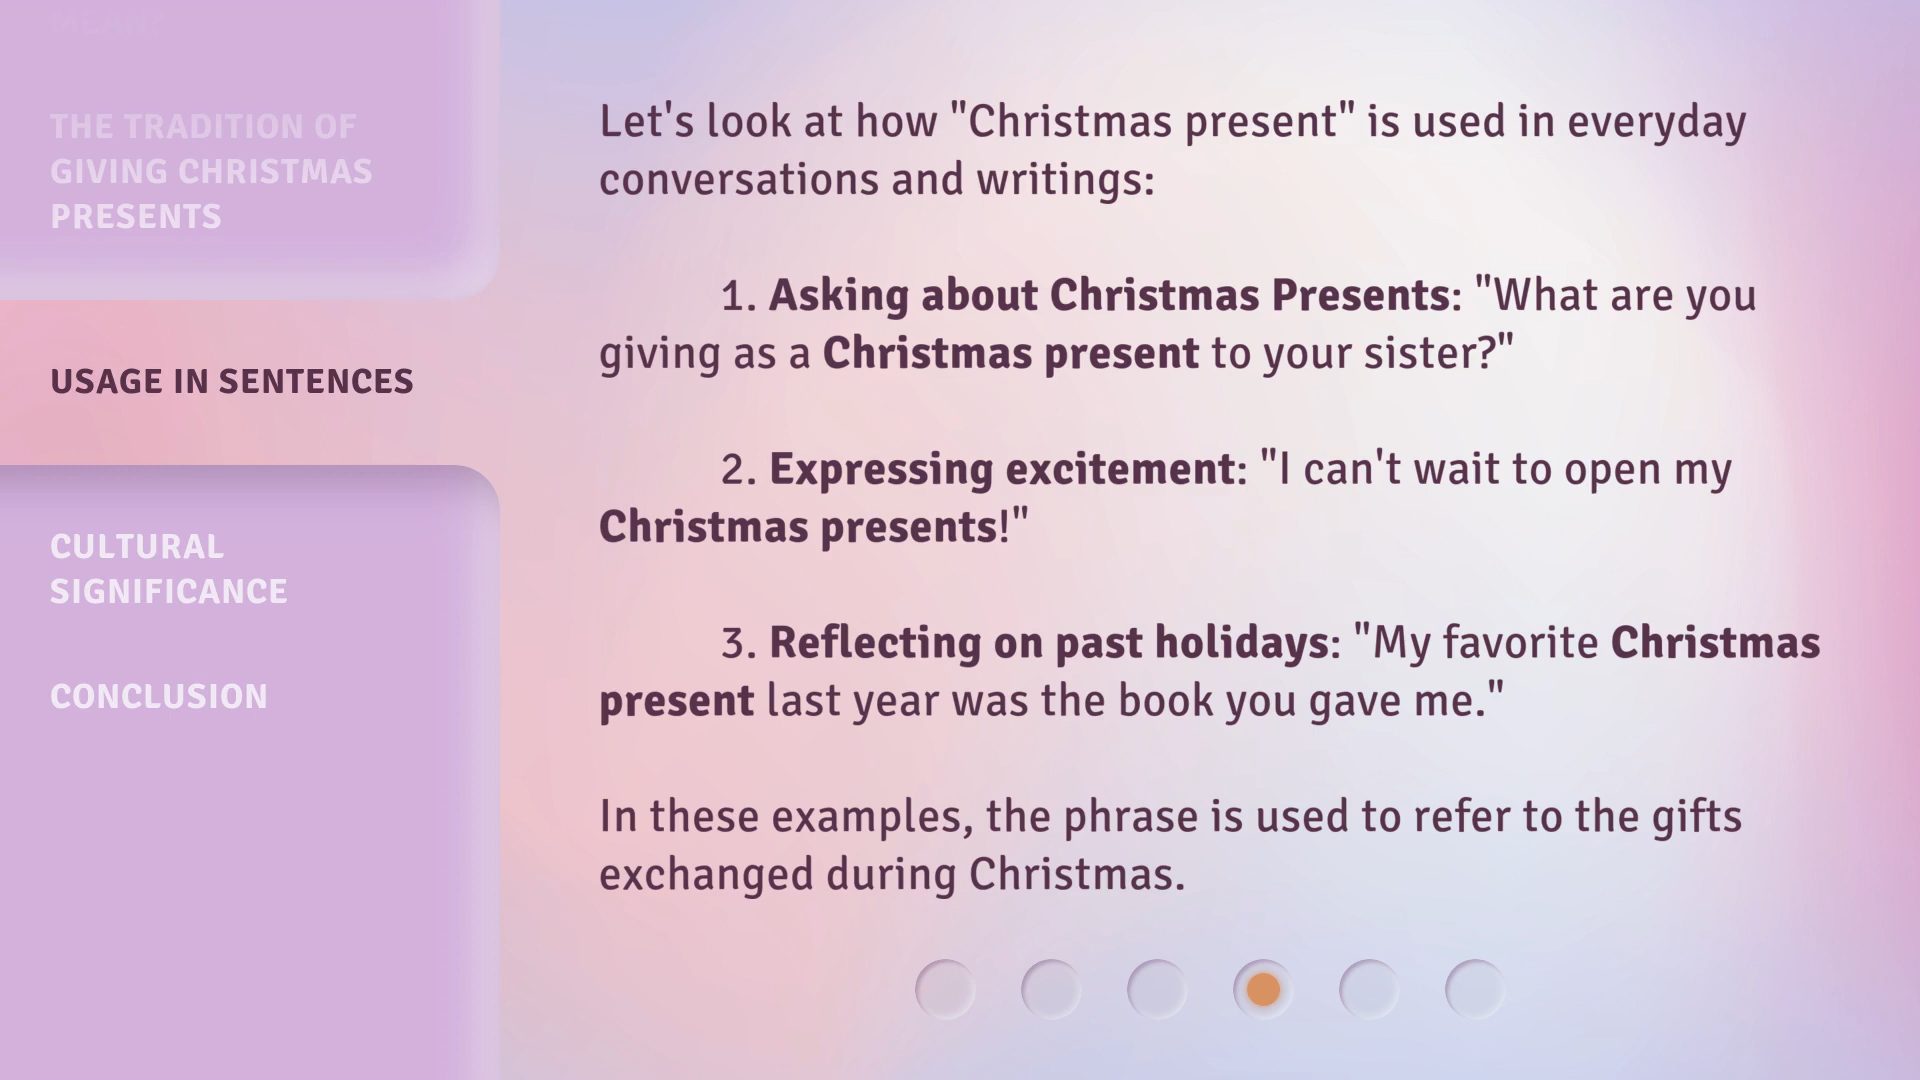 THE TRADITION OF
GIVING CHRISTMAS
PRESENTS
USAGE IN SENTENCES
CULTURAL
SIGNIFICANCE
CONCLUSION
Let's look at how "Christmas present" is used in everyday
conversations and writings:
1. Asking about Christmas Presents: "What are you
giving as a Christmas present to your sister?"
2. Expressing excitement: "I can't wait to open my
Christmas presents!"
3. Reflecting on past holidays: "My favorite Christmas
present last year was the book you gave me."
In these examples, the phrase is used to refer to the gifts
exchanged during Christmas.